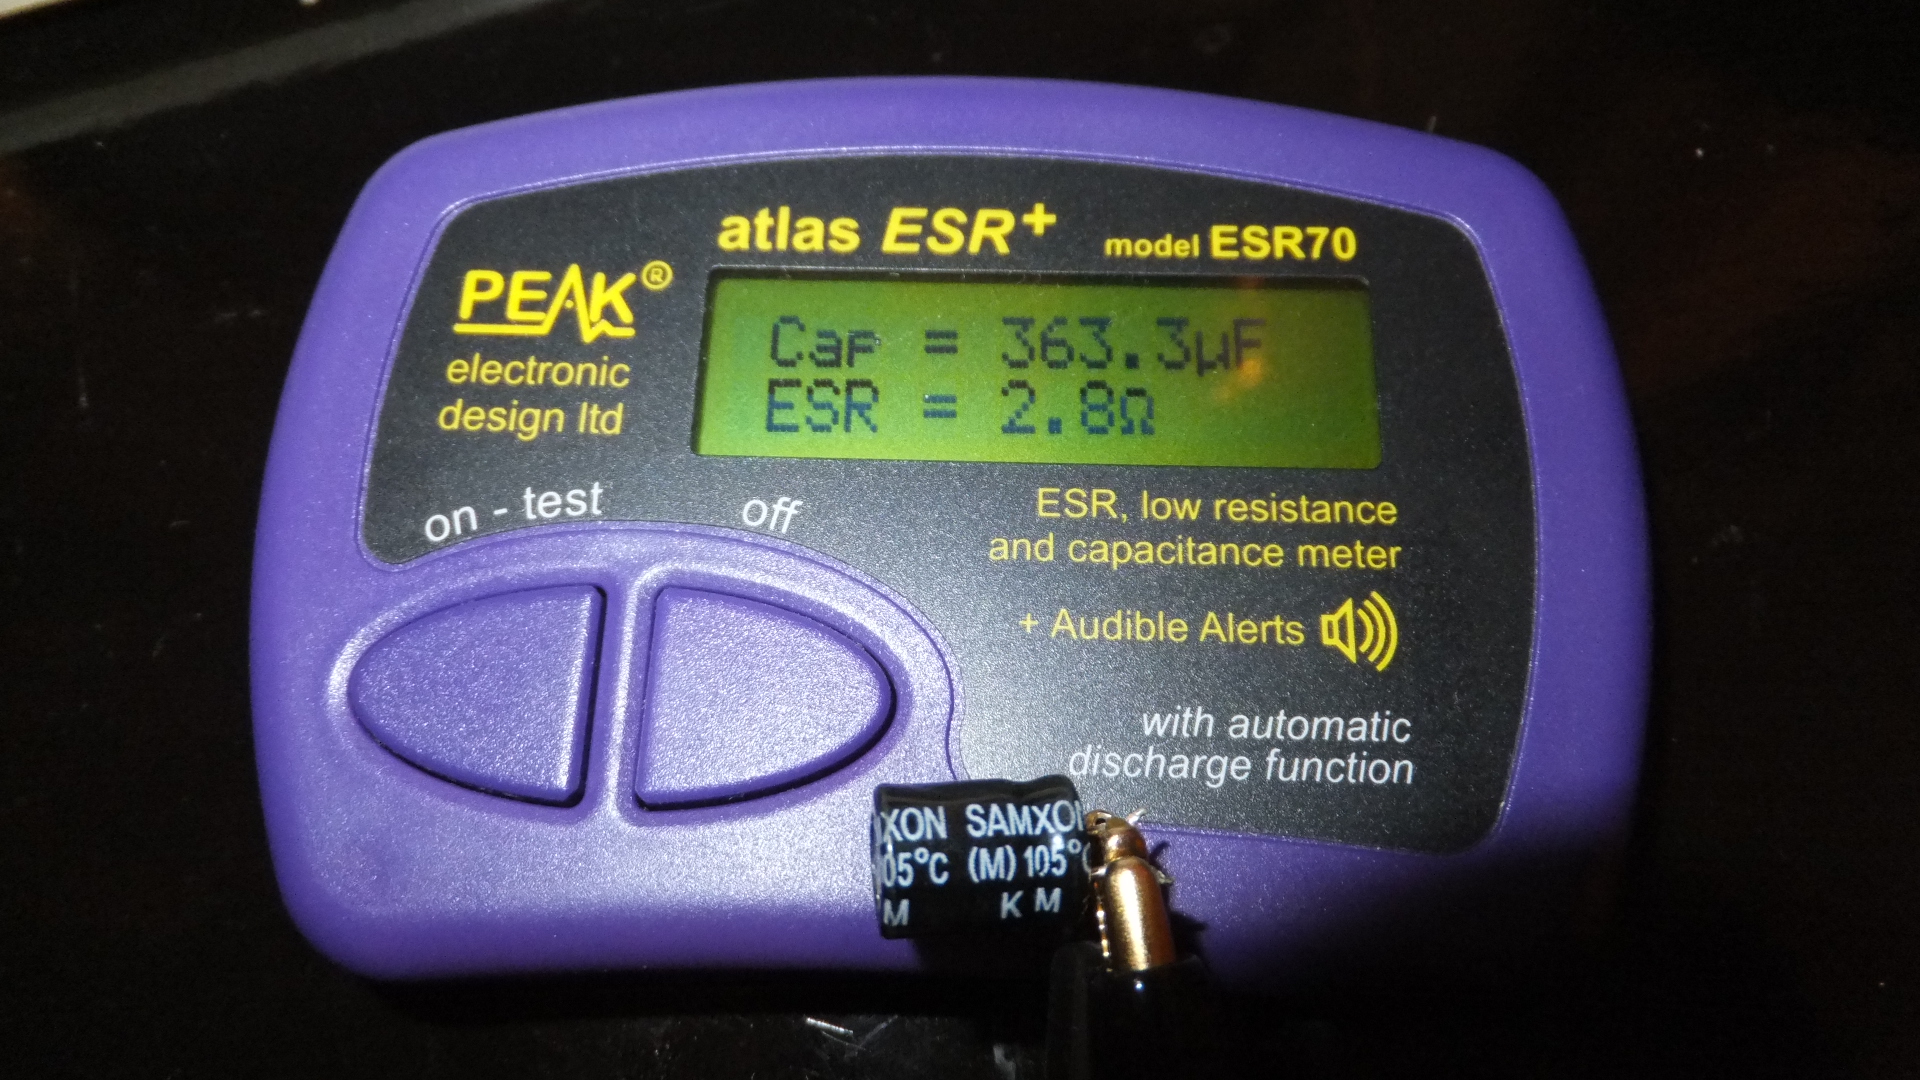 atlas ESR+ model ESR70
PEAK®
electronic
design ltd
Cap = 363.3µF
ESR = 2.8Ω
on - test
off
ESR, low resistance
and capacitance meter
+ Audible Alerts
with automatic
discharge function
XON SAMXON
05°C (M) 105°C
M K M